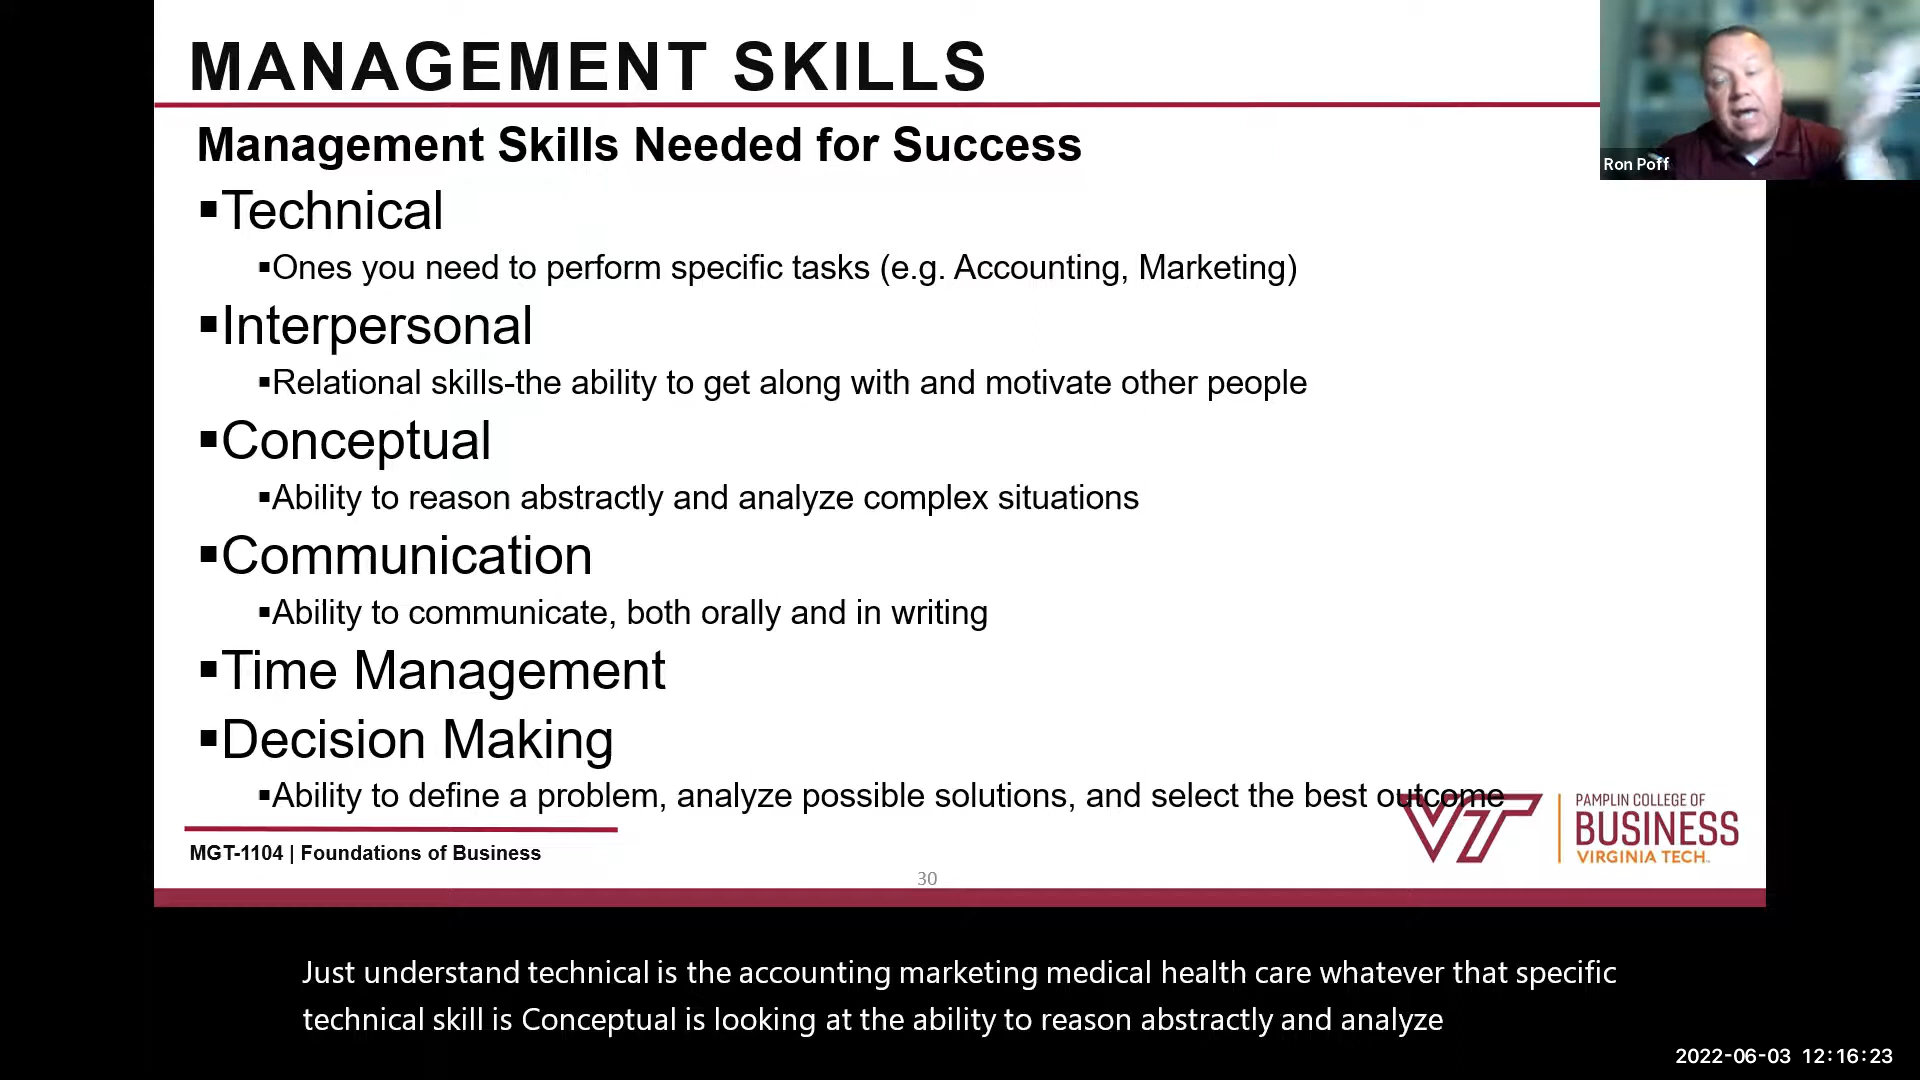 MANAGEMENT SKILLS
Ron Poff
Management Skills Needed for Success
▪Technical
▪Ones you need to perform specific tasks (e.g. Accounting, Marketing)
▪Interpersonal
▪Relational skills-the ability to get along with and motivate other people
▪Conceptual
▪Ability to reason abstractly and analyze complex situations
▪Communication
▪Ability to communicate, both orally and in writing
▪Time Management
▪Decision Making
▪Ability to define a problem, analyze possible solutions, and select the best outcome
VT
PAMPLIN COLLEGE OF
BUSINESS
VIRGINIA TECH.
MGT-1104 | Foundations of Business
30
Just understand technical is the accounting marketing medical health care whatever that specific
technical skill is Conceptual is looking at the ability to reason abstractly and analyze
2022-06-03 12:16:23